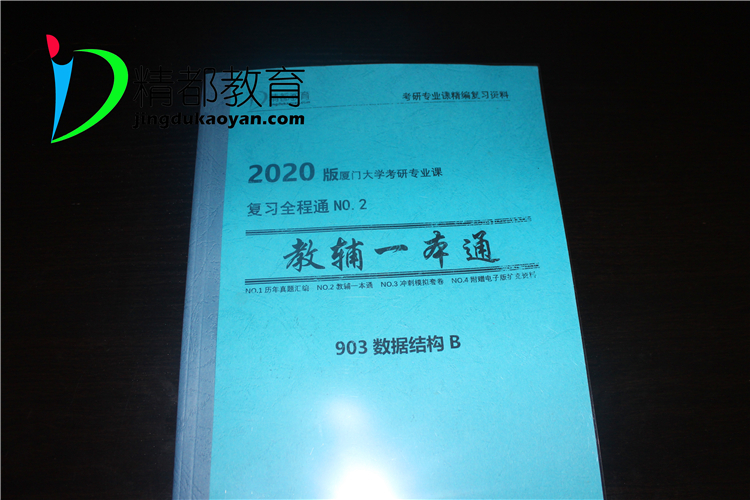 精都教育
jingdukaoyan.com
考研专业课精编复习资料
2020 版厦门大学考研专业课
复习全程通 NO.2
教辅一本通
NO.1 历年真题汇编 NO.2 教辅一本通 NO.3 冲刺模拟套卷 NO.4 附赠电子版扩充资料
903 数据结构 B